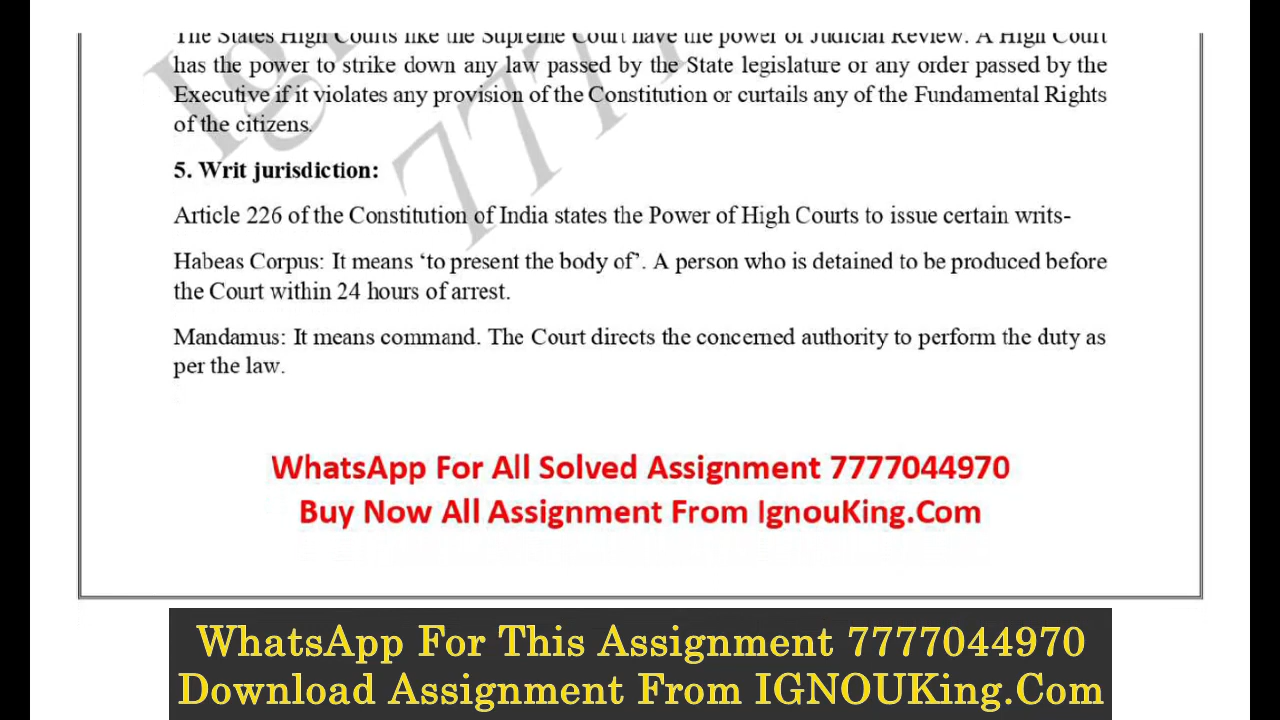 The States High Courts like the Supreme Court have the power of Judicial Review. A High Court
has the power to strike down any law passed by the State legislature or any order passed by the
Executive if it violates any provision of the Constitution or curtails any of the Fundamental Rights
of the citizens.
5. Writ jurisdiction:
Article 226 of the Constitution of India states the Power of High Courts to issue certain writs-
Habeas Corpus: It means ‘to present the body of’. A person who is detained to be produced before
the Court within 24 hours of arrest.
Mandamus: It means command. The Court directs the concerned authority to perform the duty as
per the law.
WhatsApp For All Solved Assignment 7777044970
Buy Now All Assignment From IgnouKing.Com
WhatsApp For This Assignment 7777044970
Download Assignment From IGNOUKing.Com